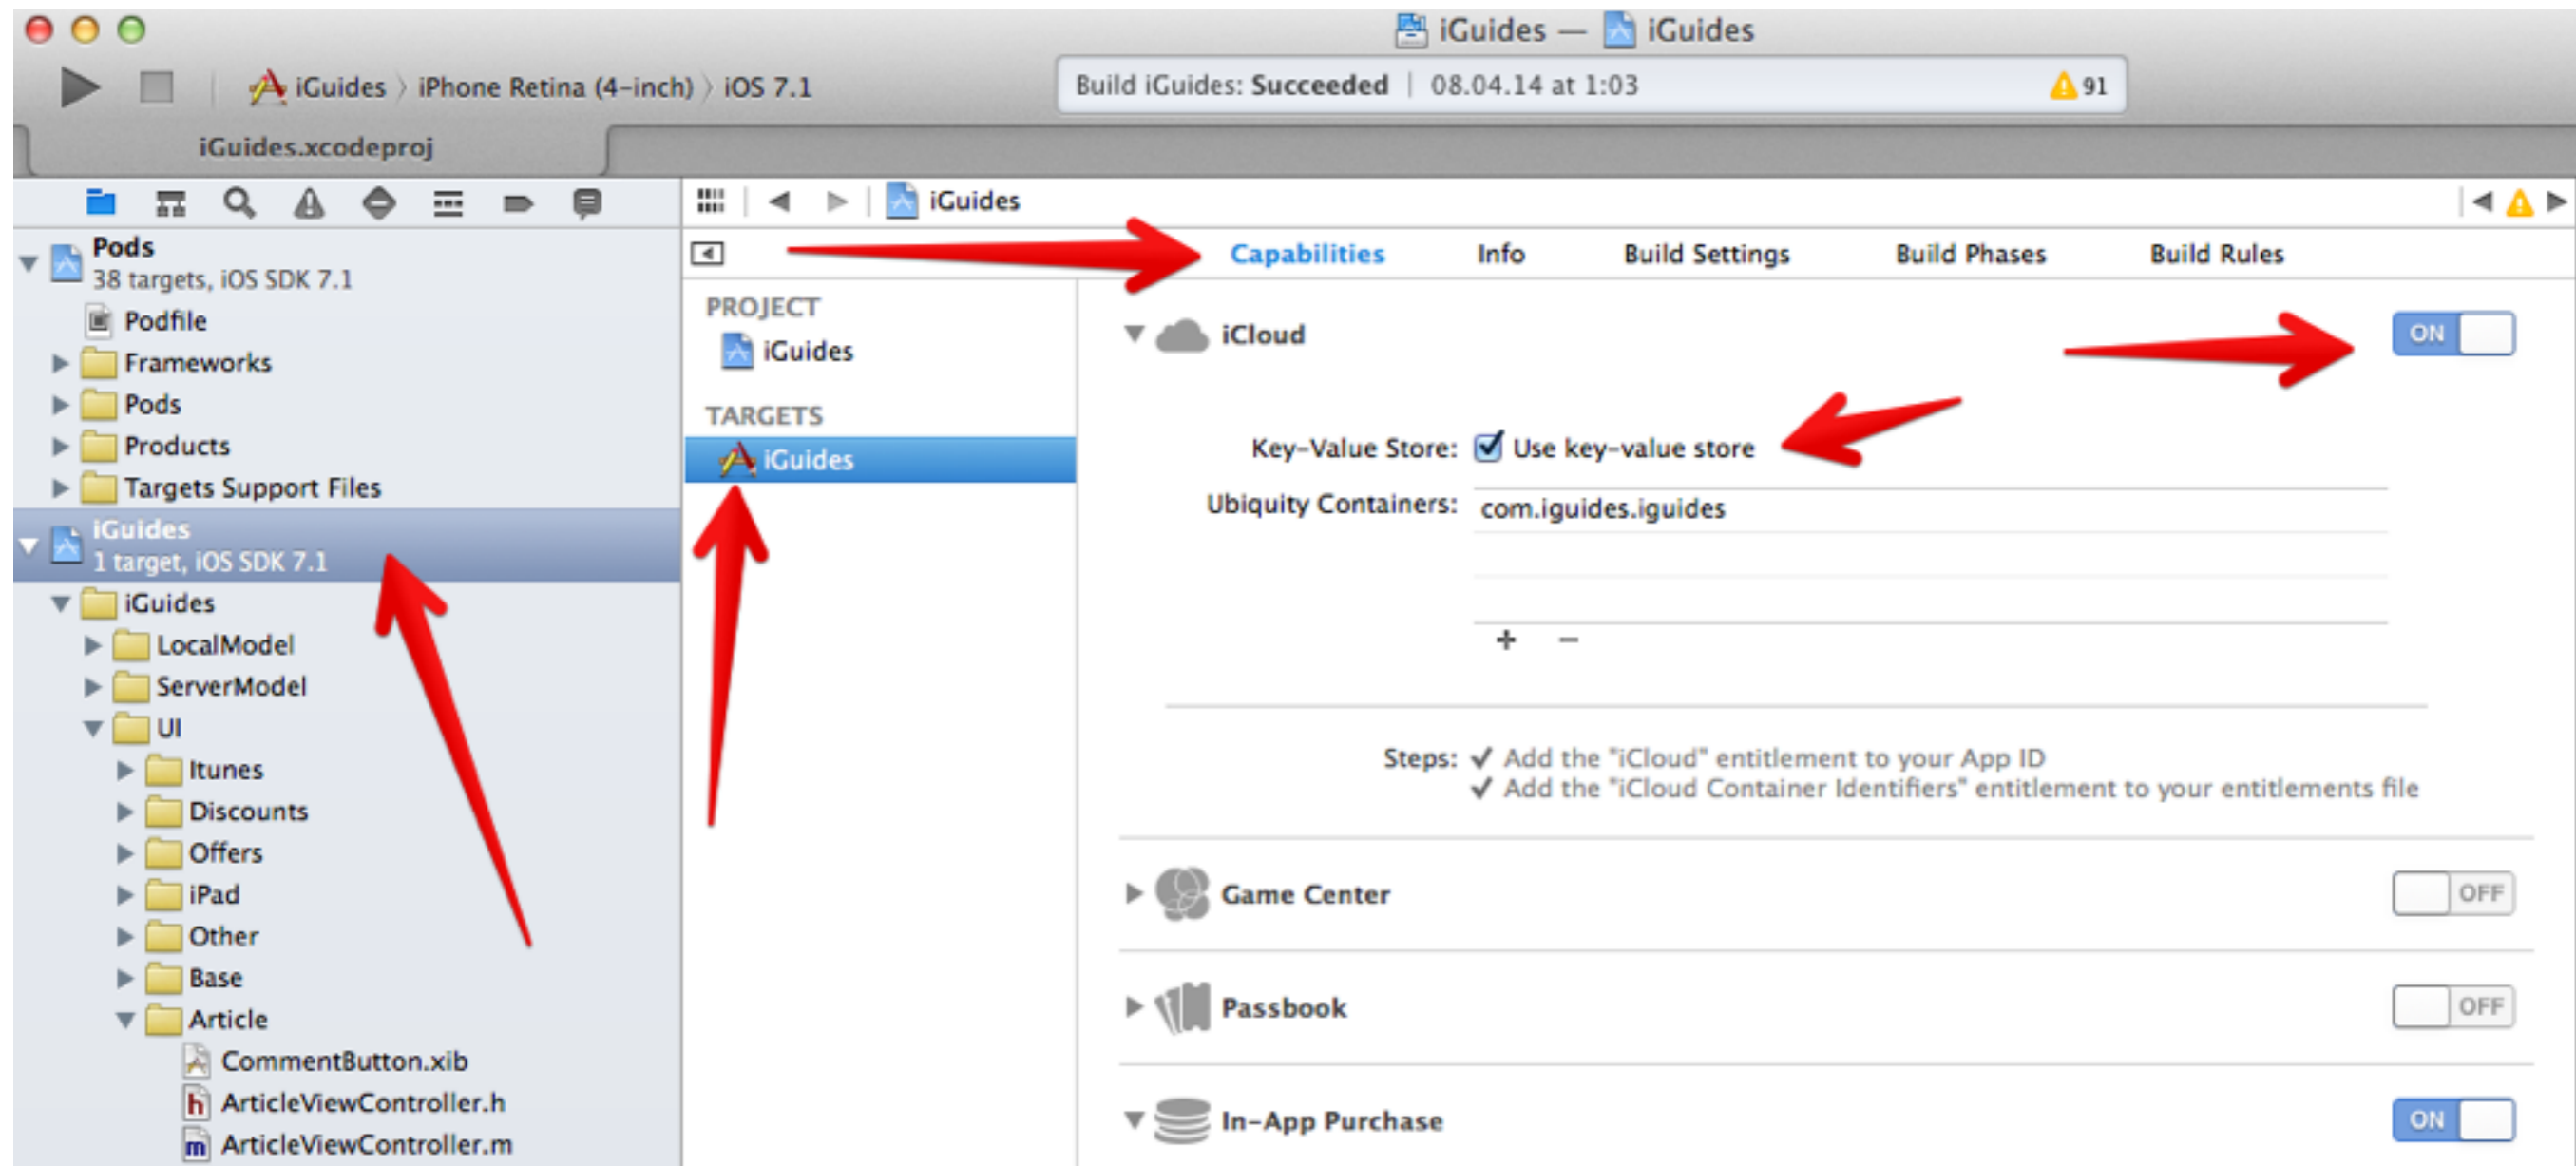 iGuides — iGuides
iGuides 〉 iPhone Retina (4-inch) 〉 iOS 7.1
Build iGuides: Succeeded | 08.04.14 at 1:03
91
iGuides.xcodeproj
iGuides
Pods
38 targets, iOS SDK 7.1
Podfile
Frameworks
Pods
Products
Targets Support Files
iGuides
1 target, iOS SDK 7.1
iGuides
LocalModel
ServerModel
UI
Itunes
Discounts
Offers
iPad
Other
Base
Article
CommentButton.xib
h ArticleViewController.h
m ArticleViewController.m
Capabilities Info Build Settings Build Phases Build Rules
PROJECT
iGuides
TARGETS
iGuides
iCloud
ON
Key-Value Store: Use key-value store
Ubiquity Containers: com.iguides.iguides
+ −
Steps: ✓ Add the "iCloud" entitlement to your App ID
✓ Add the "iCloud Container Identifiers" entitlement to your entitlements file
Game Center
OFF
Passbook
OFF
In-App Purchase
ON